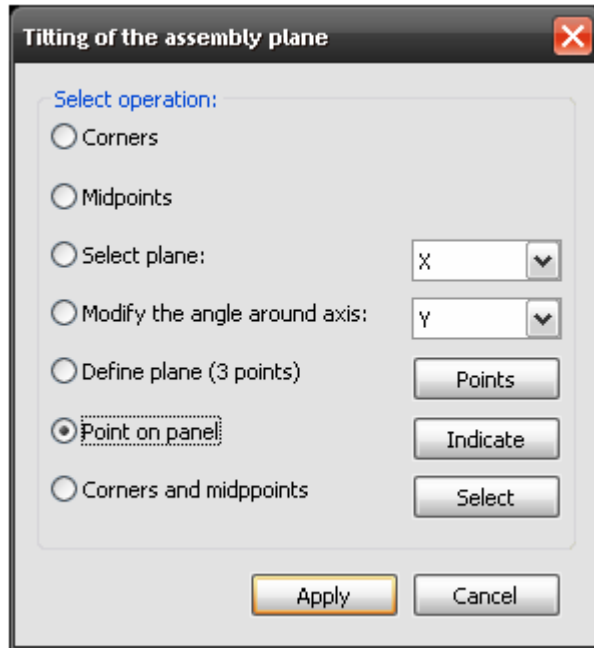 Titting of the assembly plane
Select operation:
Corners
Midpoints
Select plane: X
Modify the angle around axis: Y
Define plane (3 points) Points
Point on panel Indicate
Corners and midppoints Select
Apply Cancel